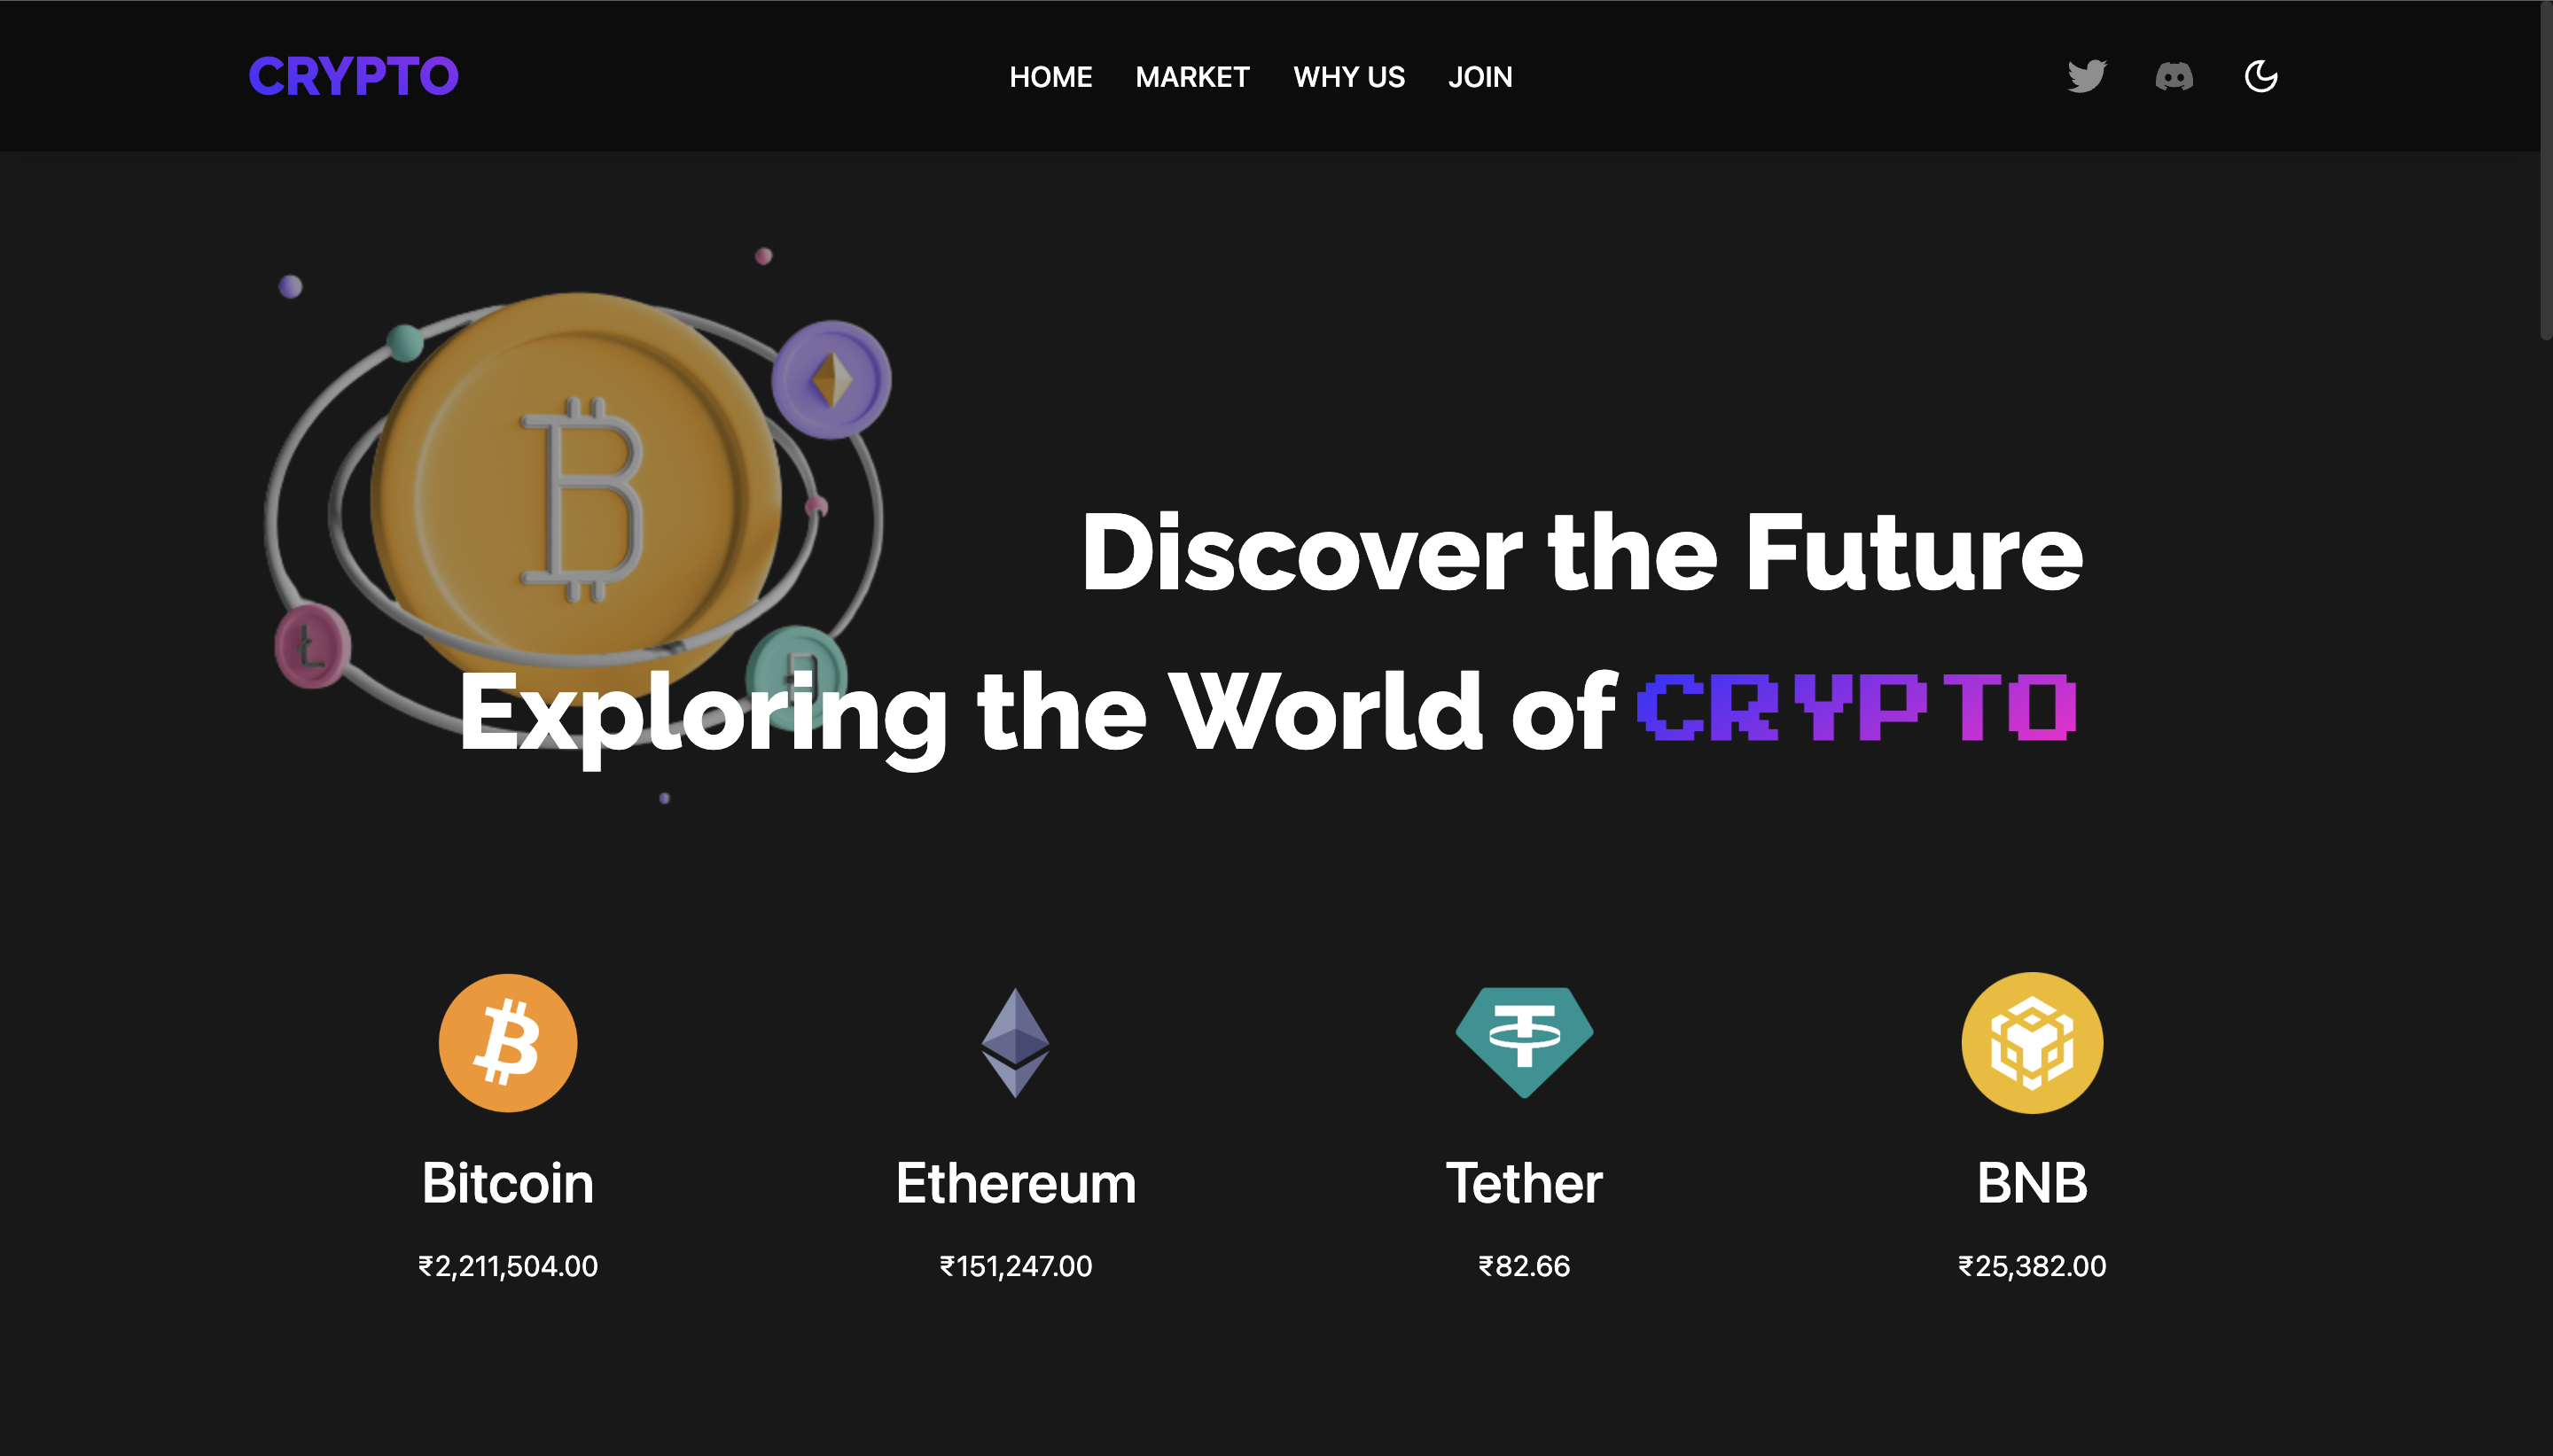 CRYPTO
HOME MARKET WHY US JOIN
Discover the Future
Exploring the World of CRYPTO
Bitcoin Ethereum Tether BNB
₹2,211,504.00 ₹151,247.00 ₹82.66 ₹25,382.00